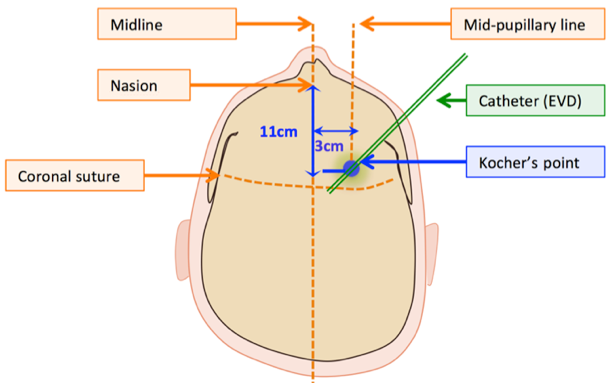 Midline
Mid-pupillary line
Nasion
Catheter (EVD)
11cm
3cm
Kocher's point
Coronal suture